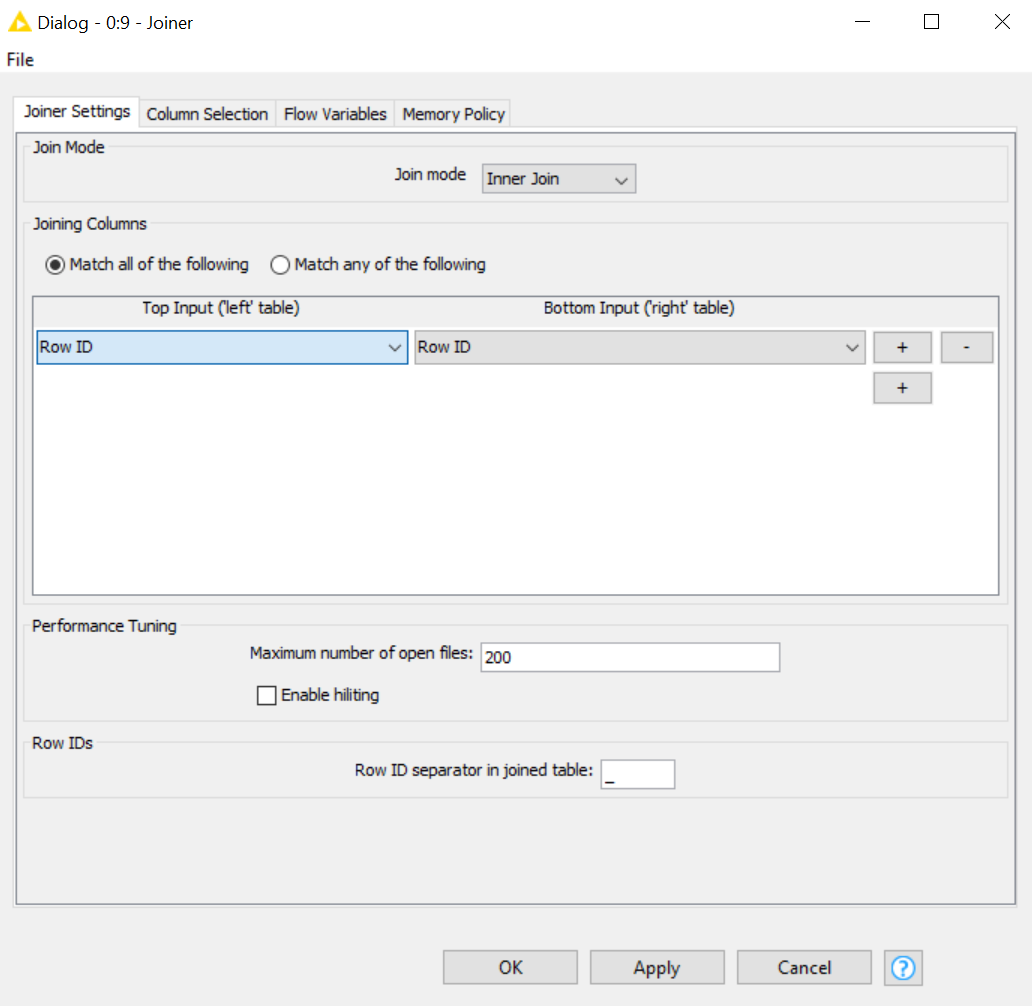 Dialog - 0:9 - Joiner
File
Joiner Settings Column Selection Flow Variables Memory Policy
Join Mode
Join mode Inner Join
Joining Columns
Match all of the following Match any of the following
Top Input ('left' table) Bottom Input ('right' table)
Row ID Row ID + -
+
Performance Tuning
Maximum number of open files: 200
Enable hiliting
Row IDs
Row ID separator in joined table: _
OK Apply Cancel ?